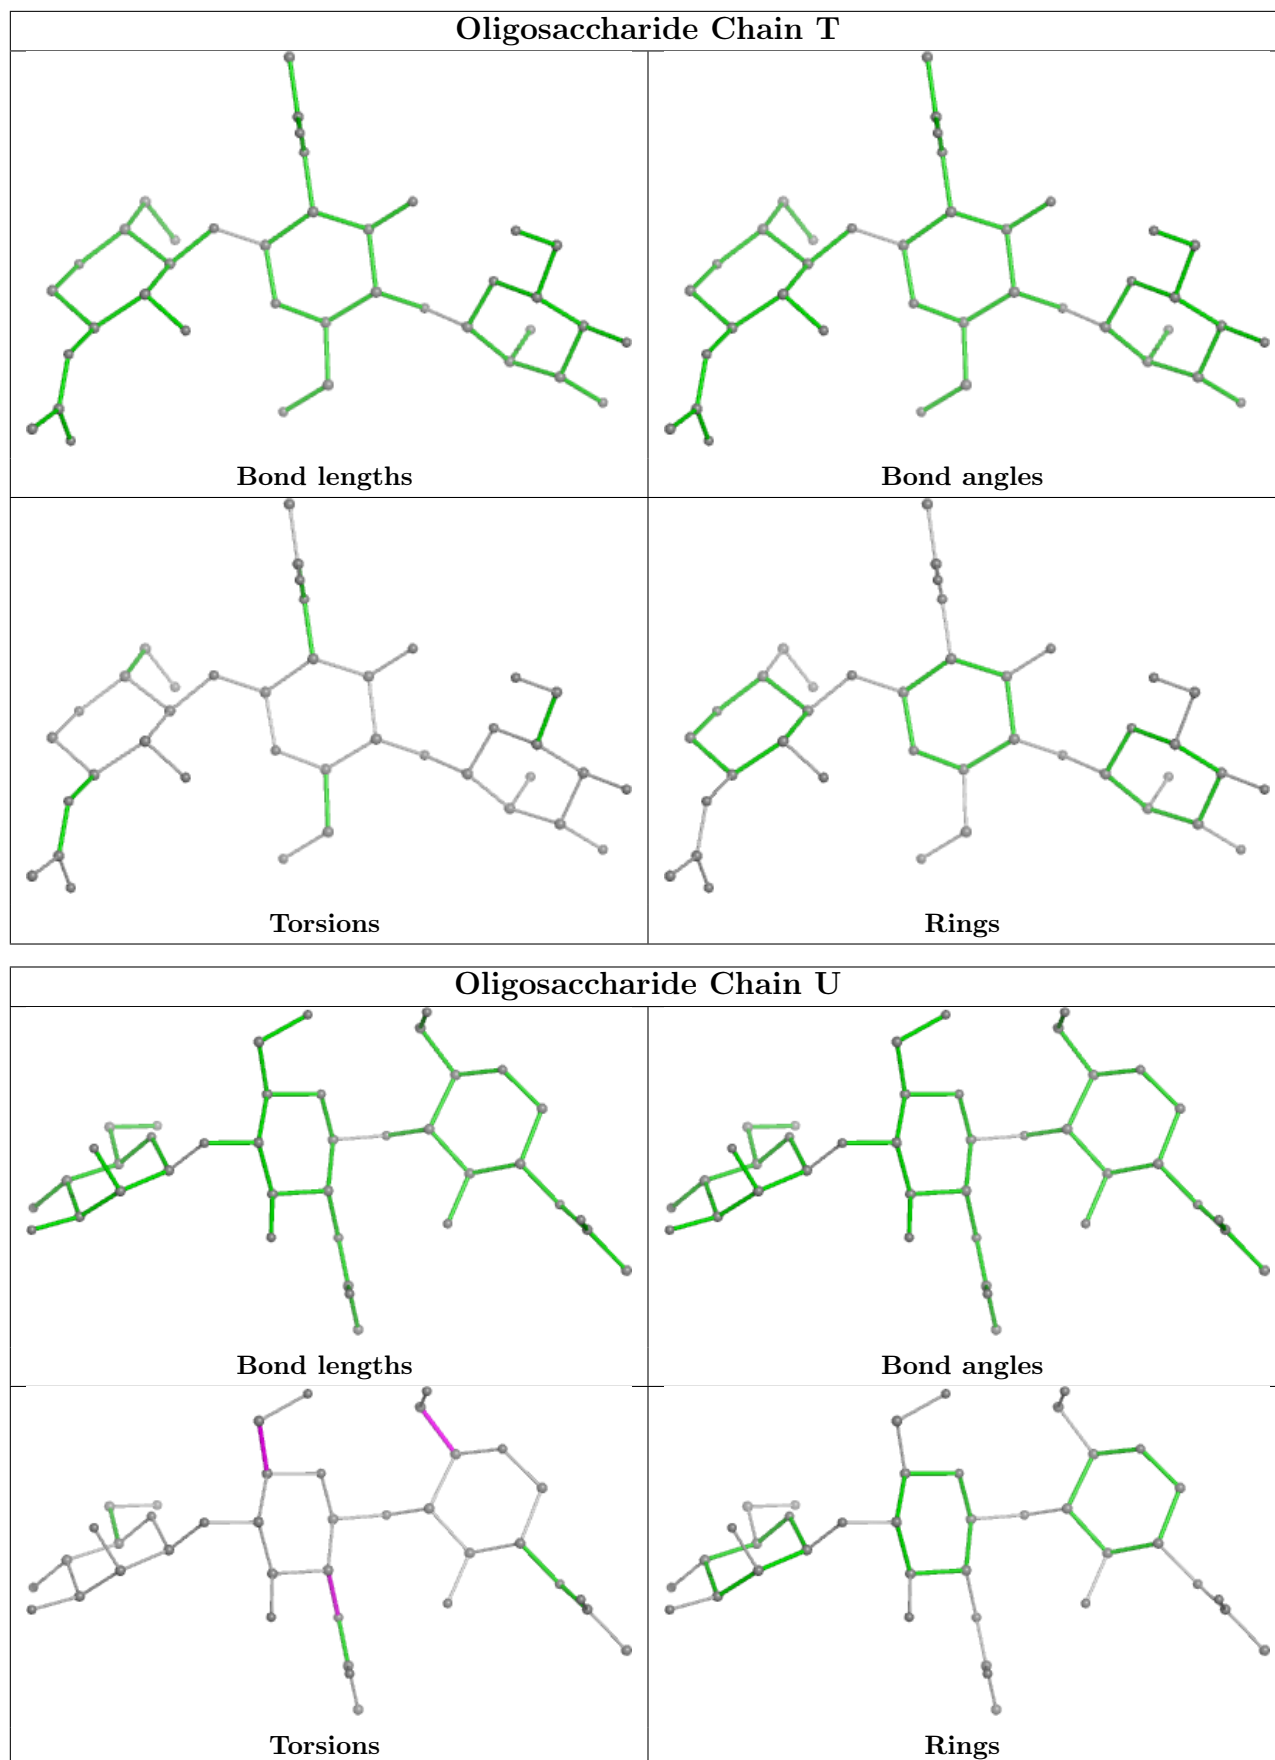 Oligosaccharide Chain T
Bond lengths
Bond angles
Torsions
Rings
Oligosaccharide Chain U
Bond lengths
Bond angles
Torsions
Rings